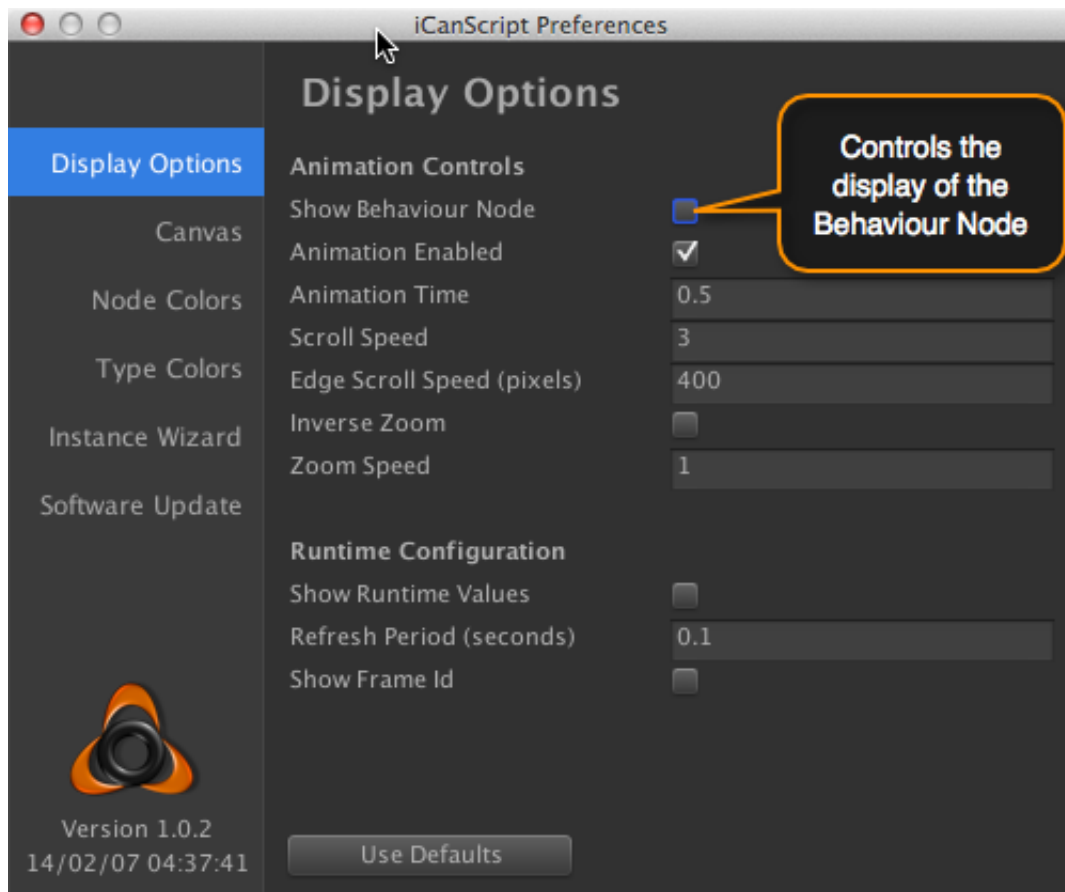 iCanScript Preferences
Display Options
Display Options
Canvas
Node Colors
Type Colors
Instance Wizard
Software Update
Version 1.0.2
14/02/07 04:37:41
Animation Controls
Show Behaviour Node
Controls the
display of the
Behaviour Node
Animation Enabled
Animation Time 0.5
Scroll Speed 3
Edge Scroll Speed (pixels) 400
Inverse Zoom
Zoom Speed 1
Runtime Configuration
Show Runtime Values
Refresh Period (seconds) 0.1
Show Frame Id
Use Defaults